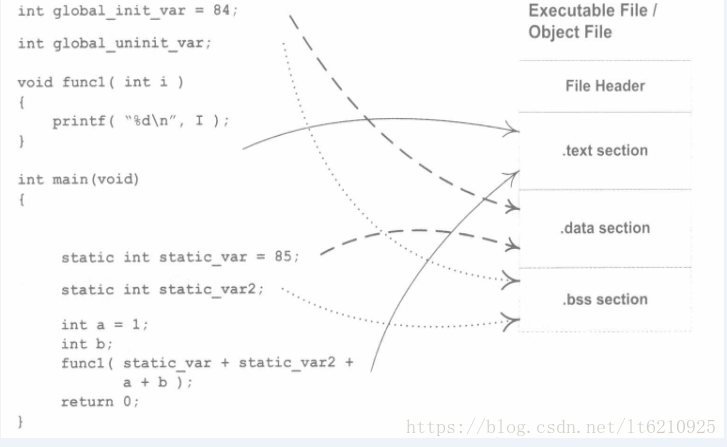 int global_init_var = 84;
int global_uninit_var;
void func1( int i )
{
printf( "%d\n", I );
}
int main(void)
{
static int static_var = 85;
static int static_var2;
int a = 1;
int b;
func1( static_var + static_var2 +
a + b );
return 0;
}
Executable File /
Object File
File Header
.text section
.data section
.bss section
https://blog.csdn.net/lt6210925